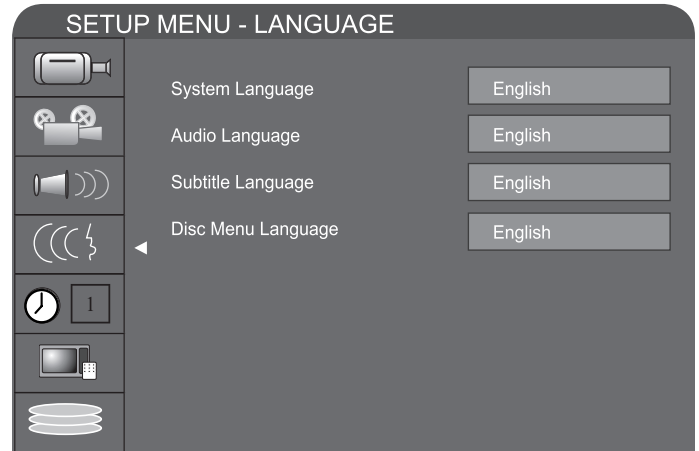 SETUP MENU - LANGUAGE
System Language English
Audio Language English
Subtitle Language English
Disc Menu Language English
1